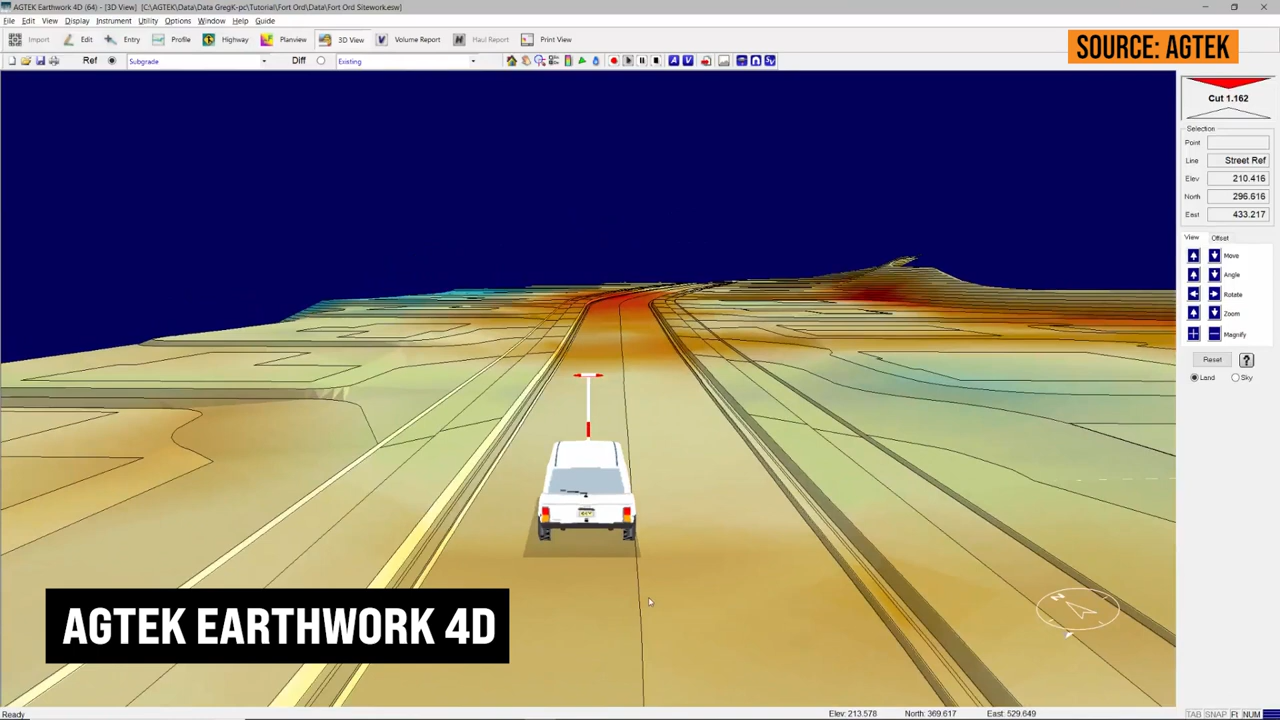 AGTEK Earthwork 4D (64) - [3D View]   [C:\AGTEK\Data\Data GregK-pc\Tutorial\Fort Ord\Data\Fort Ord Sitework.esw]
File Edit View Display Instrument Utility Options Window Help Guide
Import Edit Entry Profile Highway Planview 3D View Volume Report Haul Report Print View
SOURCE: AGTEK
Ref Subgrade Diff Existing
Cut 1.162
Selection
Point
Line Street Ref
Elev 210.416
North 296.616
East 433.217
View Offset
Move
Angle
Rotate
Zoom
Magnify
Reset ?
Land Sky
N
AGTEK EARTHWORK 4D
Ready Elev: 213.578 North: 369.617 East: 529.649 TAB SNAP Ft NUM